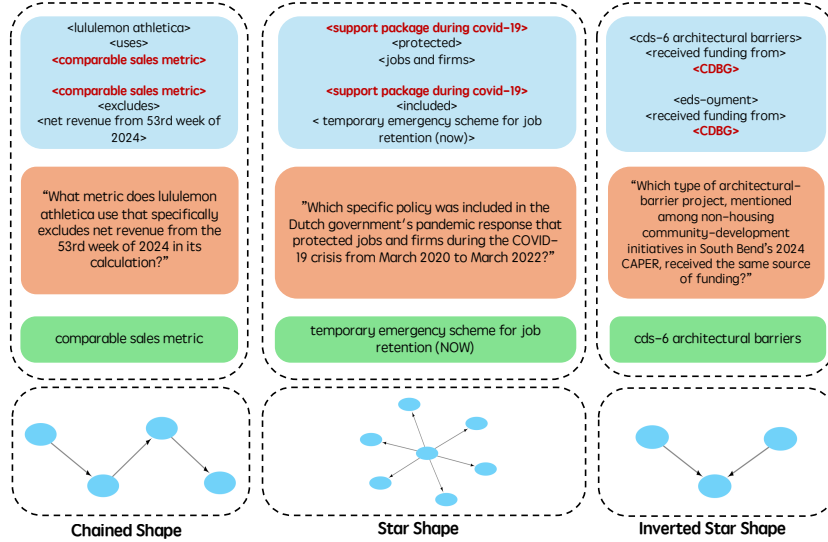 <lululemon athletica>
<uses>
<comparable sales metric>
<comparable sales metric>
<excludes>
<net revenue from 53rd week of
2024>
"What metric does lululemon
athletica use that specifically
excludes net revenue from the
53rd week of 2024 in its
calculation?"
comparable sales metric
Chained Shape
<support package during covid-19>
<protected>
<jobs and firms>
<support package during covid-19>
<included>
< temporary emergency scheme for job
retention (now)>
"Which specific policy was included in the
Dutch government's pandemic response that
protected jobs and firms during the COVID-
19 crisis from March 2020 to March 2022?"
temporary emergency scheme for job
retention (NOW)
Star Shape
<cds-6 architectural barriers>
<received funding from>
<CDBG>
<eds-oyment>
<received funding from>
<CDBG>
"Which type of architectural-
barrier project, mentioned
among non-housing
community-development
initiatives in South Bend's 2024
CAPER, received the same source
of funding?"
cds-6 architectural barriers
Inverted Star Shape